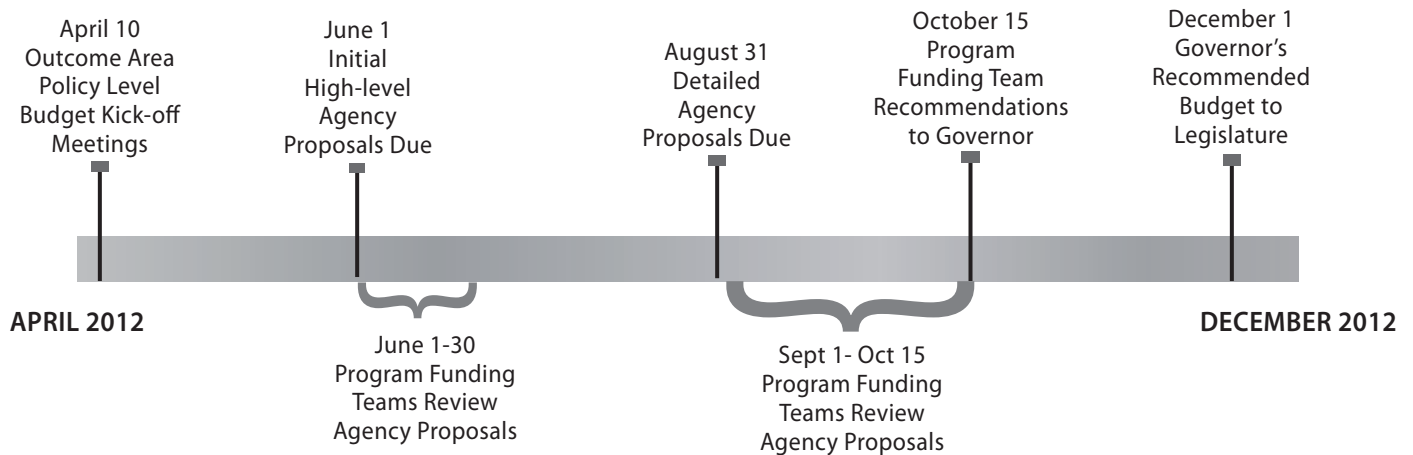 April 10
Outcome Area
Policy Level
Budget Kick-off
Meetings
June 1
Initial
High-level
Agency
Proposals Due
August 31
Detailed
Agency
Proposals Due
October 15
Program
Funding Team
Recommendations
to Governor
December 1
Governor’s
Recommended
Budget to
Legislature
APRIL 2012
DECEMBER 2012
June 1-30
Program Funding
Teams Review
Agency Proposals
Sept 1- Oct 15
Program Funding
Teams Review
Agency Proposals